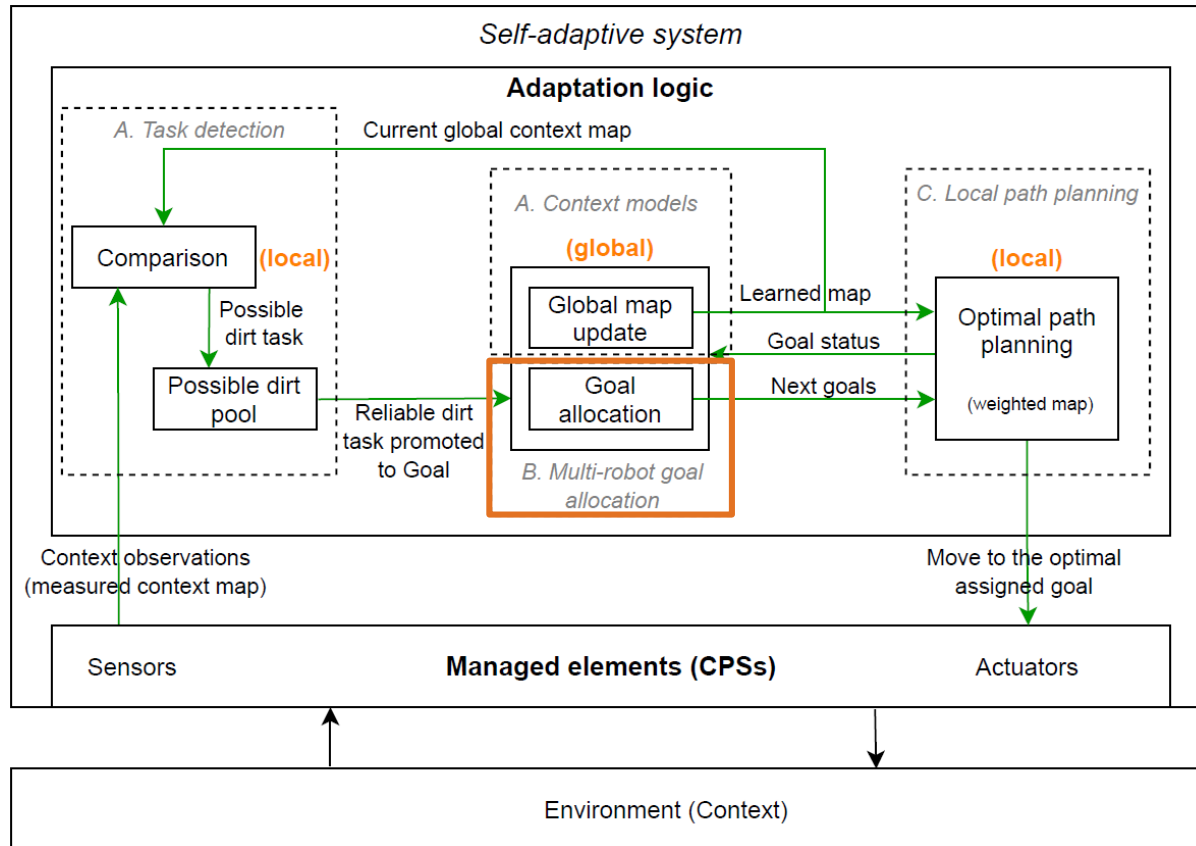 Self-adaptive system
Adaptation logic
A. Task detection
Current global context map
A. Context models
C. Local path planning
Comparison
(local)
(global)
(local)
Possible
dirt task
Global map
update
Learned map
Optimal path
planning
(weighted map)
Goal status
Possible dirt
pool
Goal
allocation
Next goals
Reliable dirt
task promoted
to Goal
B. Multi-robot goal
allocation
Context observations
(measured context map)
Move to the optimal
assigned goal
Sensors
Managed elements (CPSs)
Actuators
Environment (Context)